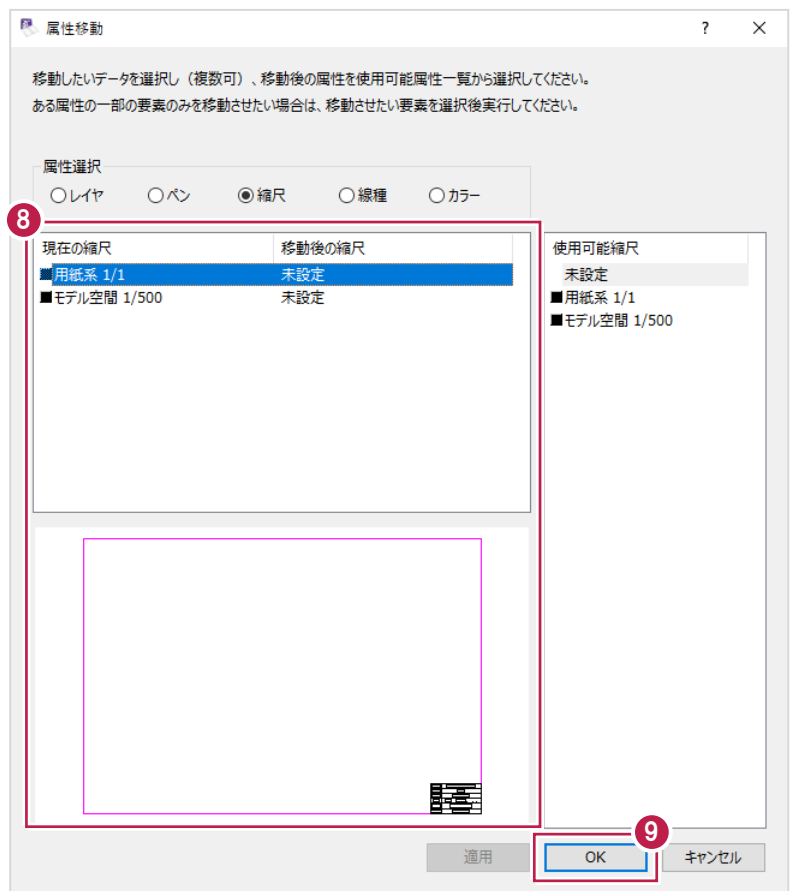 属性移動 ? ×
移動したいデータを選択し（複数可）、移動後の属性を使用可能属性一覧から選択してください。
ある属性の一部の要素のみを移動させたい場合は、移動させたい要素を選択後実行してください。
属性選択
レイヤ ペン 縮尺 線種 カラー
8
現在の縮尺 移動後の縮尺 使用可能縮尺
用紙系 1/1 未設定 未設定
モデル空間 1/500 未設定 用紙系 1/1
モデル空間 1/500
9
適用 OK キャンセル